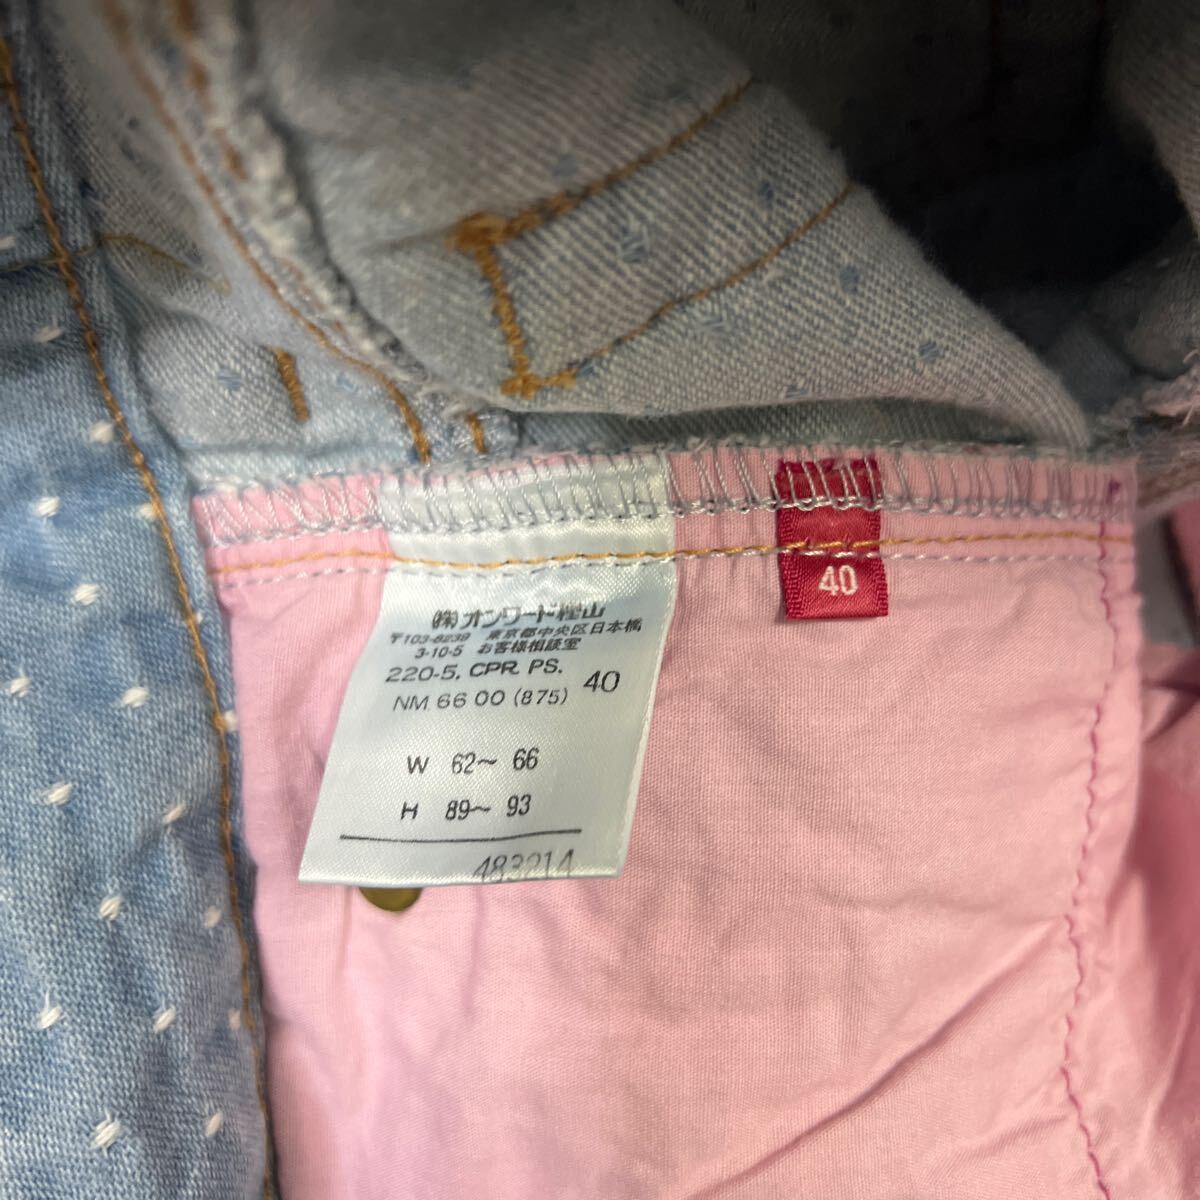 ㈱オンワード樫山
〒103-8239 東京都中央区日本橋
3-10-5 お客様相談室
220-5, CPR. PS.
NM 66 00 (875) 40
W 62〜 66
H 89〜 93
483214
40